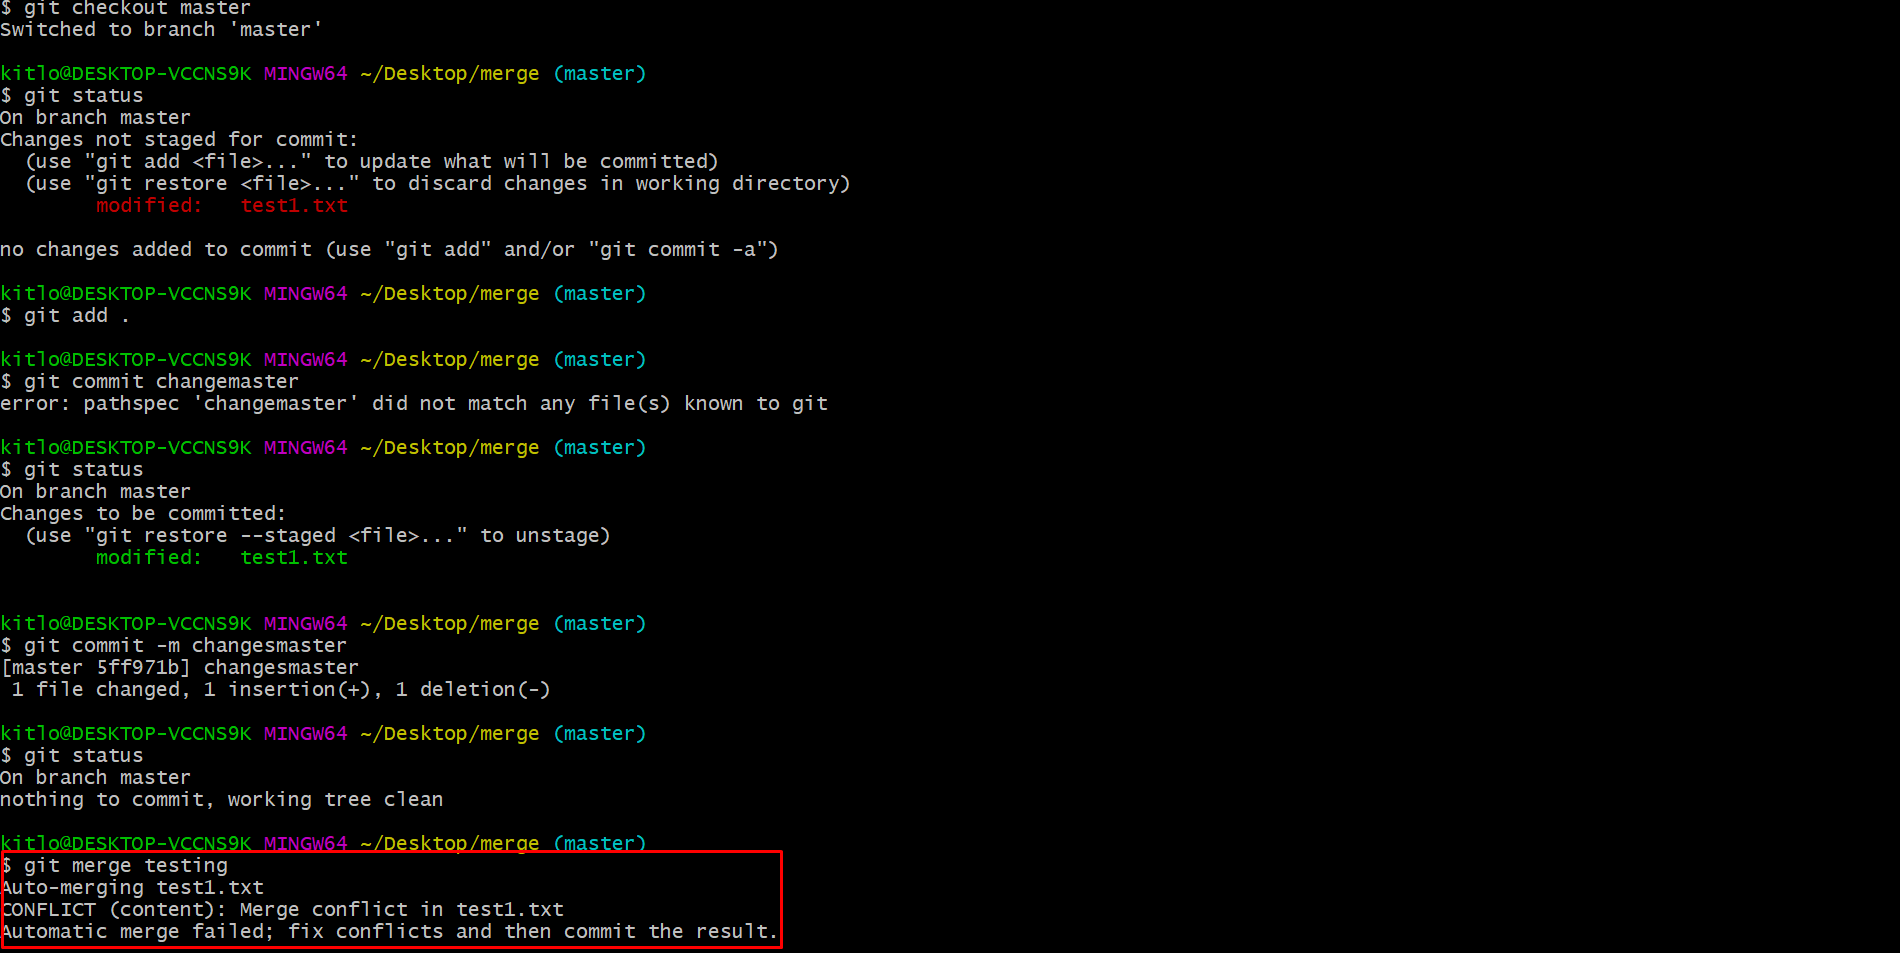 $ git checkout master
Switched to branch 'master'
kitlo@DESKTOP-VCCNS9K MINGW64 ~/Desktop/merge (master)
$ git status
On branch master
Changes not staged for commit:
  (use "git add <file>..." to update what will be committed)
  (use "git restore <file>..." to discard changes in working directory)
        modified:   test1.txt
no changes added to commit (use "git add" and/or "git commit -a")
kitlo@DESKTOP-VCCNS9K MINGW64 ~/Desktop/merge (master)
$ git add .
kitlo@DESKTOP-VCCNS9K MINGW64 ~/Desktop/merge (master)
$ git commit changemaster
error: pathspec 'changemaster' did not match any file(s) known to git
kitlo@DESKTOP-VCCNS9K MINGW64 ~/Desktop/merge (master)
$ git status
On branch master
Changes to be committed:
  (use "git restore --staged <file>..." to unstage)
        modified:   test1.txt
kitlo@DESKTOP-VCCNS9K MINGW64 ~/Desktop/merge (master)
$ git commit -m changesmaster
[master 5ff971b] changesmaster
 1 file changed, 1 insertion(+), 1 deletion(-)
kitlo@DESKTOP-VCCNS9K MINGW64 ~/Desktop/merge (master)
$ git status
On branch master
nothing to commit, working tree clean
kitlo@DESKTOP-VCCNS9K MINGW64 ~/Desktop/merge (master)
$ git merge testing
Auto-merging test1.txt
CONFLICT (content): Merge conflict in test1.txt
Automatic merge failed; fix conflicts and then commit the result.